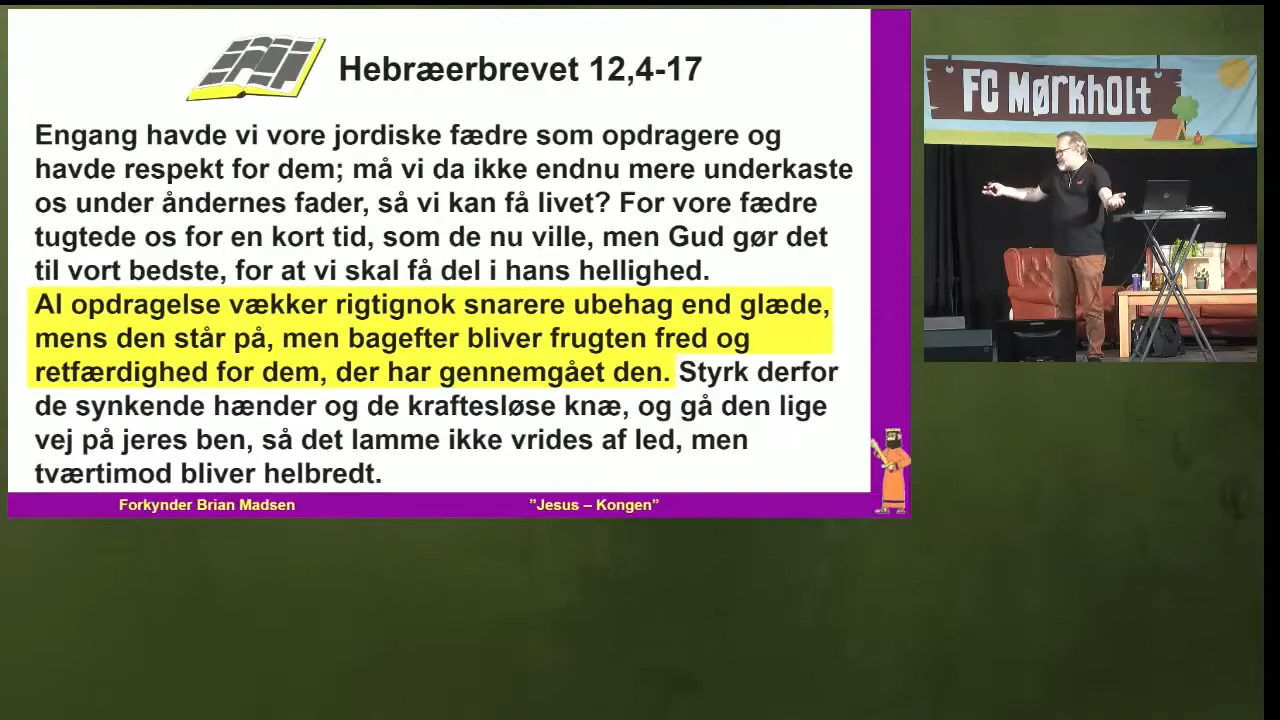 Hebræerbrevet 12,4-17
Engang havde vi vore jordiske fædre som opdragere og
havde respekt for dem; må vi da ikke endnu mere underkaste
os under åndernes fader, så vi kan få livet? For vore fædre
tugtede os for en kort tid, som de nu ville, men Gud gør det
til vort bedste, for at vi skal få del i hans hellighed.
Al opdragelse vækker rigtignok snarere ubehag end glæde,
mens den står på, men bagefter bliver frugten fred og
retfærdighed for dem, der har gennemgået den. Styrk derfor
de synkende hænder og de kraftesløse knæ, og gå den lige
vej på jeres ben, så det lamme ikke vrides af led, men
tværtimod bliver helbredt.
Forkynder Brian Madsen
”Jesus – Kongen”
FC Mørkholt